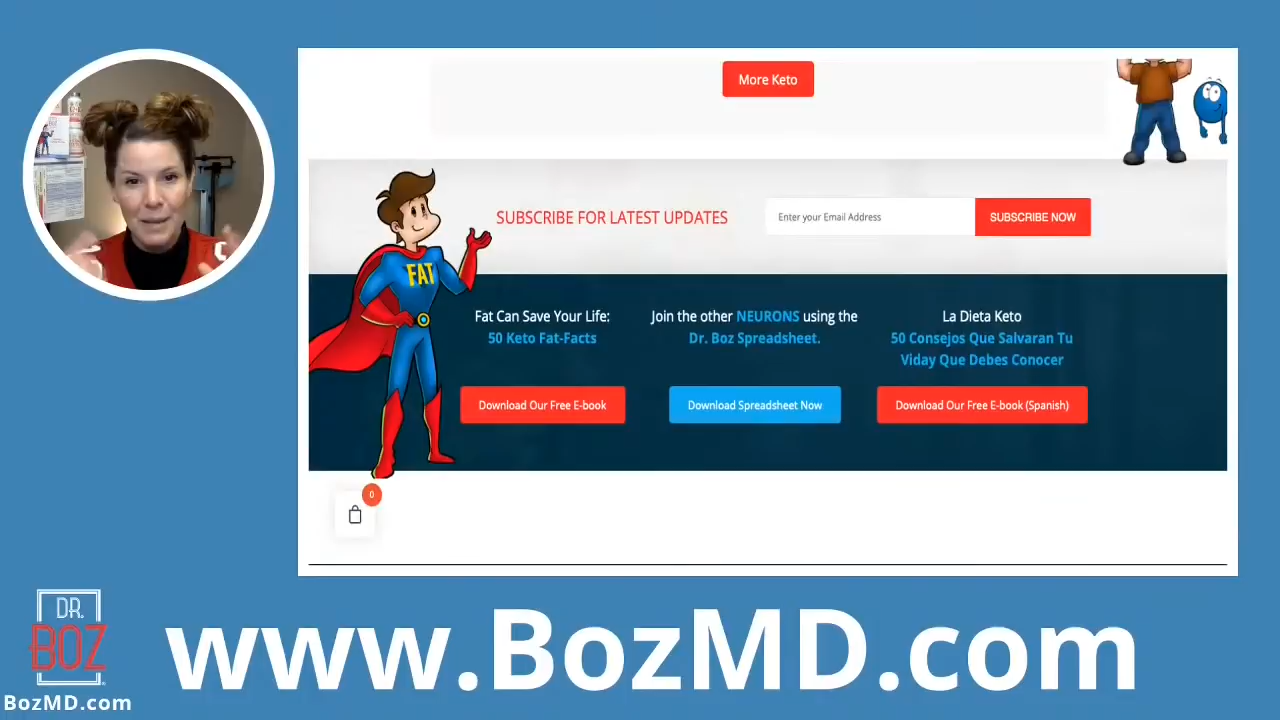 More Keto
SUBSCRIBE FOR LATEST UPDATES
Enter your Email Address
SUBSCRIBE NOW
FAT
Fat Can Save Your Life:
50 Keto Fat-Facts
Download Our Free E-book
Join the other NEURONS using the
Dr. Boz Spreadsheet.
Download Spreadsheet Now
La Dieta Keto
50 Consejos Que Salvaran Tu
Viday Que Debes Conocer
Download Our Free E-book (Spanish)
0
DR.
BOZ
BozMD.com
www.BozMD.com